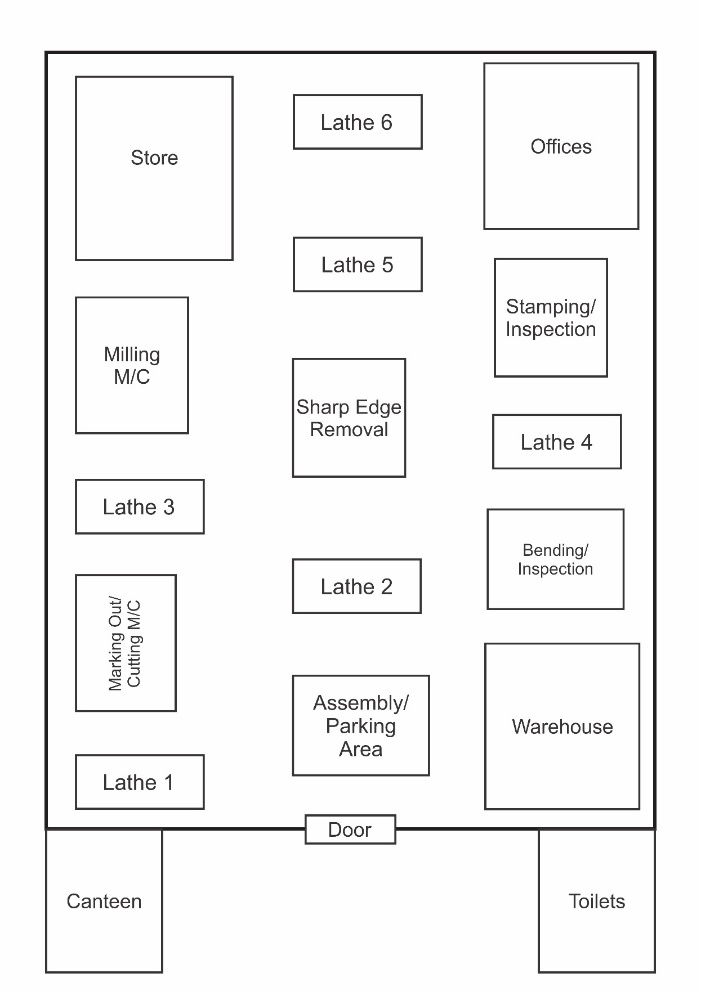 Lathe 6
Store
Offices
Lathe 5
Stamping/
Inspection
Milling
M/C
Sharp Edge
Removal
Lathe 4
Lathe 3
Bending/
Inspection
Lathe 2
Marking Out/
Cutting M/C
Assembly/
Parking
Area
Warehouse
Lathe 1
Door
Canteen
Toilets